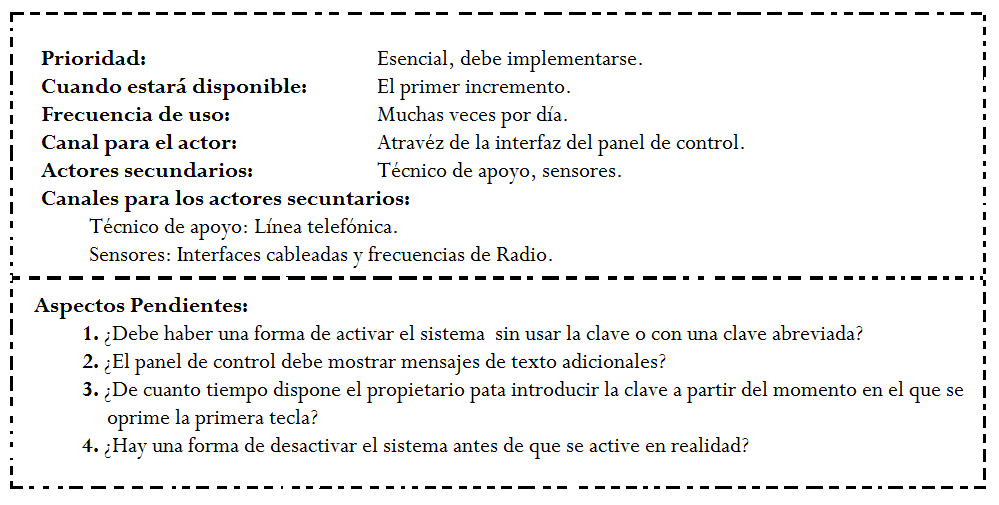 Prioridad: Esencial, debe implementarse.
Cuando estará disponible: El primer incremento.
Frecuencia de uso: Muchas veces por día.
Canal para el actor: Atravéz de la interfaz del panel de control.
Actores secundarios: Técnico de apoyo, sensores.
Canales para los actores secuntarios:
Técnico de apoyo: Línea telefónica.
Sensores: Interfaces cableadas y frecuencias de Radio.
Aspectos Pendientes:
1. ¿Debe haber una forma de activar el sistema sin usar la clave o con una clave abreviada?
2. ¿El panel de control debe mostrar mensajes de texto adicionales?
3. ¿De cuanto tiempo dispone el propietario pata introducir la clave a partir del momento en el que se
oprime la primera tecla?
4. ¿Hay una forma de desactivar el sistema antes de que se active en realidad?